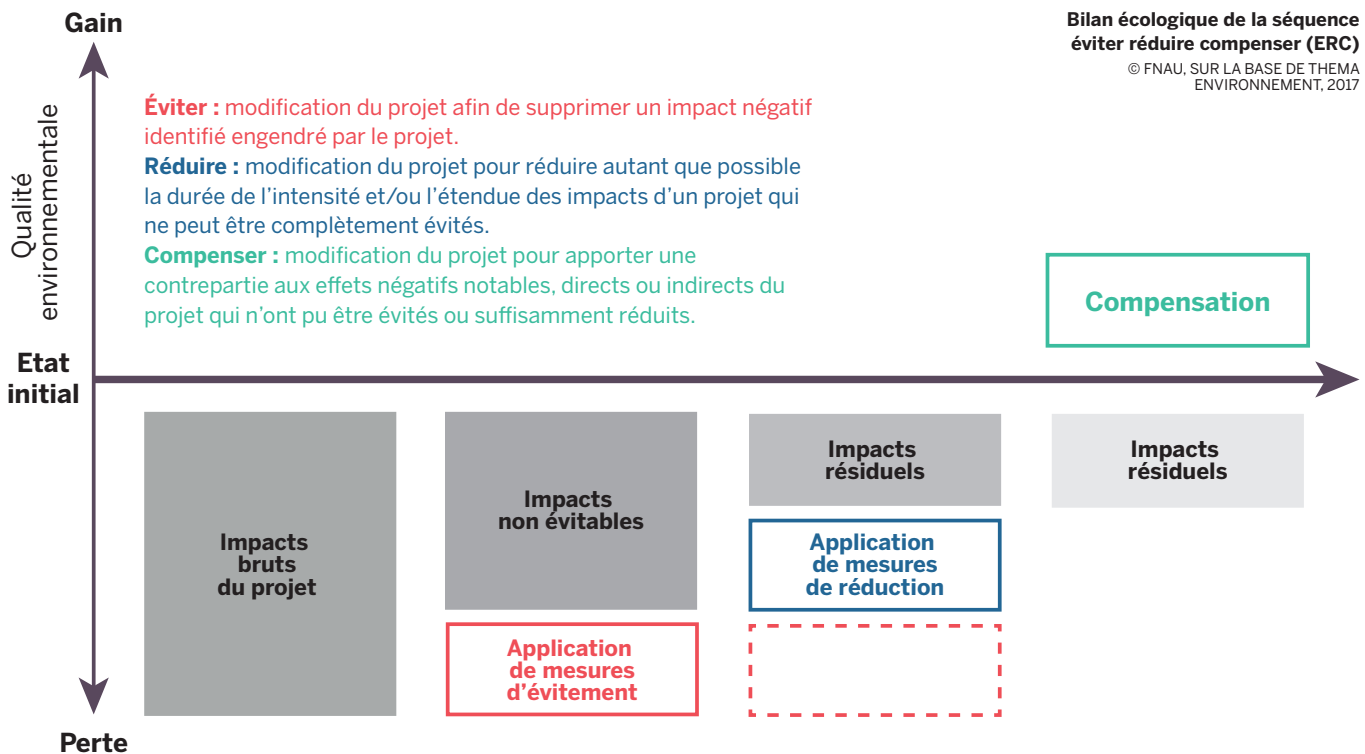 Gain
Bilan écologique de la séquence
éviter réduire compenser (ERC)
© FNAU, SUR LA BASE DE THEMA
ENVIRONNEMENT, 2017
Qualité
environnementale
Éviter : modification du projet afin de supprimer un impact négatif
identifié engendré par le projet.
Réduire : modification du projet pour réduire autant que possible
la durée de l’intensité et/ou l’étendue des impacts d’un projet qui
ne peut être complètement évités.
Compenser : modification du projet pour apporter une
contrepartie aux effets négatifs notables, directs ou indirects du
projet qui n’ont pu être évités ou suffisamment réduits.
Compensation
Etat
initial
Impacts
bruts
du projet
Impacts
non évitables
Application
de mesures
d’évitement
Impacts
résiduels
Application
de mesures
de réduction
Impacts
résiduels
Perte